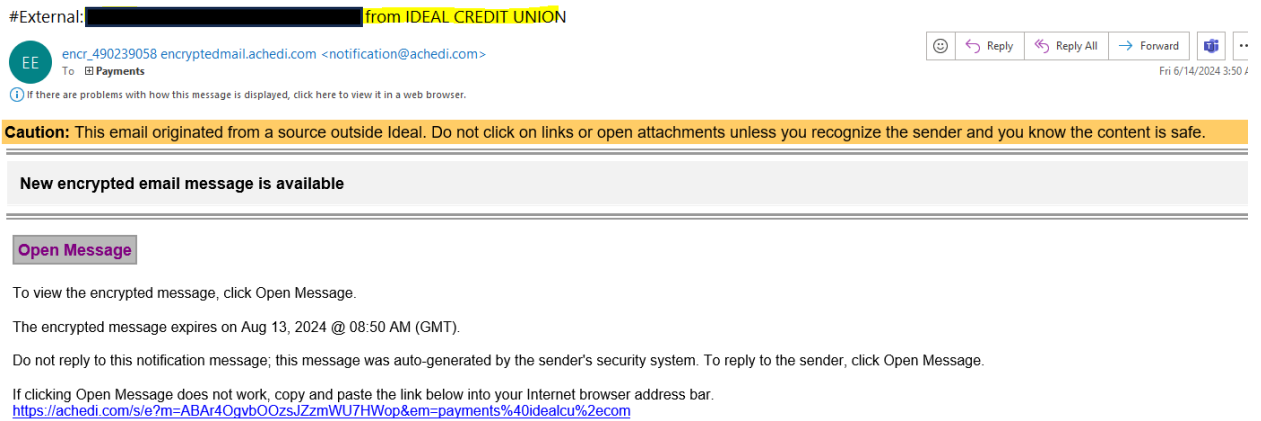 #External: from IDEAL CREDIT UNION
EE
encr_490239058 encryptedmail.achedi.com <notification@achedi.com>
To Payments
Reply
Reply All
Forward
Fri 6/14/2024 3:50 A
If there are problems with how this message is displayed, click here to view it in a web browser.
Caution: This email originated from a source outside Ideal. Do not click on links or open attachments unless you recognize the sender and you know the content is safe.
New encrypted email message is available
Open Message
To view the encrypted message, click Open Message.
The encrypted message expires on Aug 13, 2024 @ 08:50 AM (GMT).
Do not reply to this notification message; this message was auto-generated by the sender's security system. To reply to the sender, click Open Message.
If clicking Open Message does not work, copy and paste the link below into your Internet browser address bar.
https://achedi.com/s/e?m=ABAr4OgvbOOzsJZzmWU7HWop&em=payments%40idealcu%2ecom